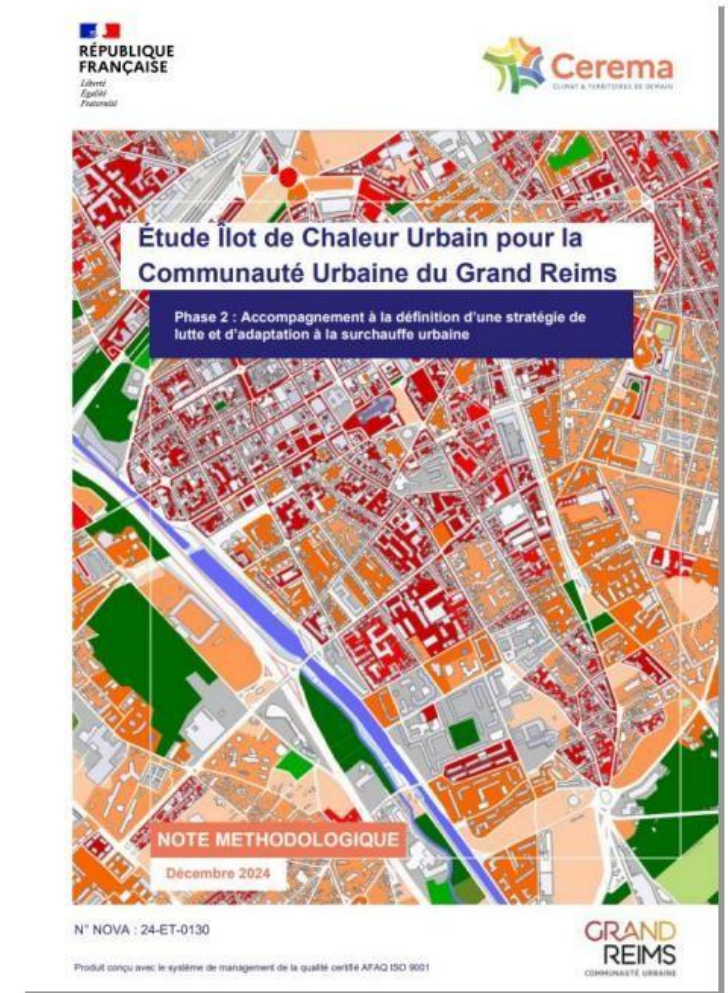 RÉPUBLIQUE
FRANÇAISE
Liberté
Égalité
Fraternité
Cerema
CLIMAT & TERRITOIRES DE DEMAIN
Étude Îlot de Chaleur Urbain pour la
Communauté Urbaine du Grand Reims
Phase 2 : Accompagnement à la définition d'une stratégie de
lutte et d'adaptation à la surchauffe urbaine
NOTE METHODOLOGIQUE
Décembre 2024
N° NOVA : 24-ET-0130
Produit conçu avec le système de management de la qualité certifié AFAQ ISO 9001
GRAND
REIMS
COMMUNAUTÉ URBAINE